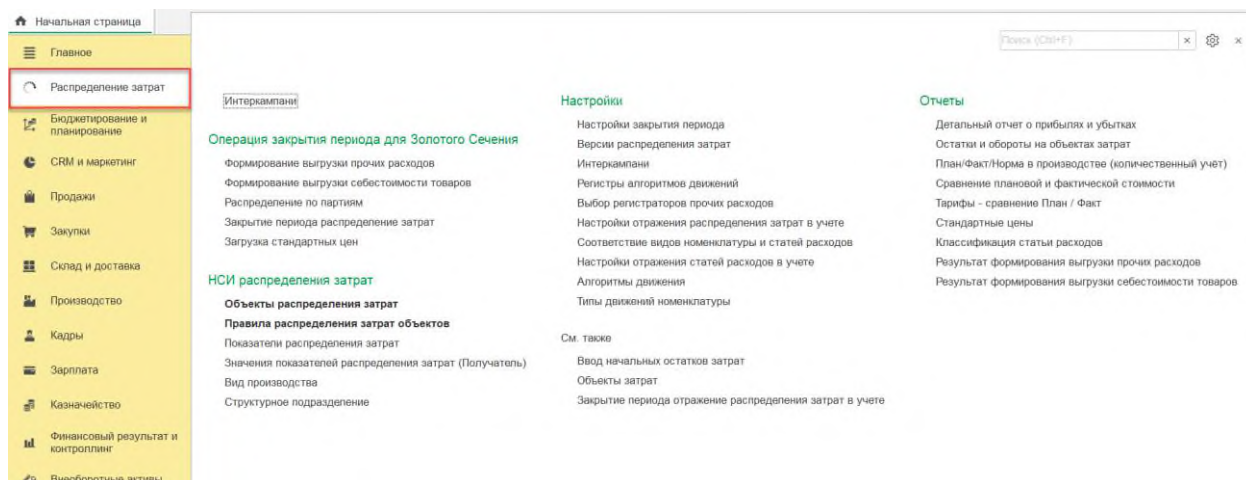 Начальная страница
Главное
Распределение затрат
Бюджетирование и
планирование
CRM и маркетинг
Продажи
Закупки
Склад и доставка
Производство
Кадры
Зарплата
Казначейство
Финансовый результат и
контроллинг
Внеоборотные активы
Поиск (Ctrl+F)
Интеркампани
Операция закрытия периода для Золотого Сечения
Формирование выгрузки прочих расходов
Формирование выгрузки себестоимости товаров
Распределение по партиям
Закрытие периода распределение затрат
Загрузка стандартных цен
НСИ распределения затрат
Объекты распределения затрат
Правила распределения затрат объектов
Показатели распределения затрат
Значения показателей распределения затрат (Получатель)
Вид производства
Структурное подразделение
Настройки
Настройки закрытия периода
Версии распределения затрат
Интеркампани
Регистры алгоритмов движений
Выбор регистраторов прочих расходов
Настройки отражения распределения затрат в учете
Соответствие видов номенклатуры и статей расходов
Настройки отражения статей расходов в учете
Алгоритмы движения
Типы движений номенклатуры
См. также
Ввод начальных остатков затрат
Объекты затрат
Закрытие периода отражение распределения затрат в учете
Отчеты
Детальный отчет о прибылях и убытках
Остатки и обороты на объектах затрат
План/Факт/Норма в производстве (количественный учёт)
Сравнение плановой и фактической стоимости
Тарифы - сравнение План / Факт
Стандартные цены
Классификация статьи расходов
Результат формирования выгрузки прочих расходов
Результат формирования выгрузки себестоимости товаров